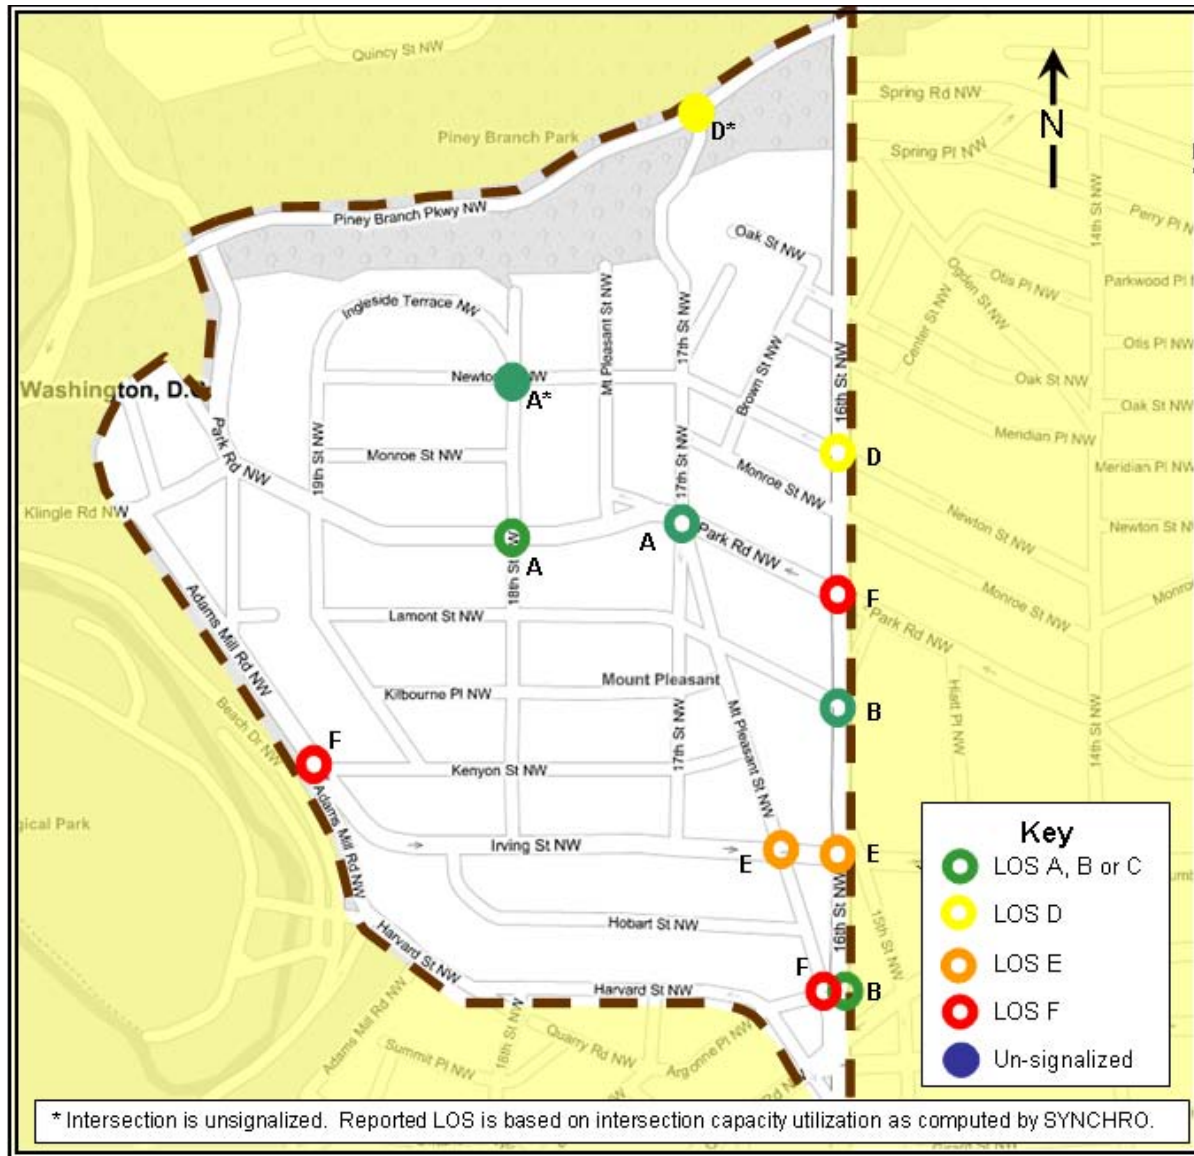 Quincy St NW
Piney Branch Park
D*
N
Spring Rd NW
Spring Pl NW
14th St NW
Perry Pl N
Piney Branch Pkwy NW
Oak St NW
Ogden St NW
Otis Pl NW
Parkwood Pl
Ingleside Terrace NW
Mt Pleasant St NW
17th St NW
Center St NW
Otis Pl NW
Washington, D.C
Newton
NW
A*
Brown St NW
16th St NW
Oak St NW
Oak St NW
Park Rd NW
19th St NW
Monroe St NW
17th St NW
Monroe St NW
D
Meridian Pl NW
Meridian Pl NW
Klingle Rd NW
A
18th St NW
A
Park Rd NW
F
Newton St NW
Newton St NW
Monroe St NW
Monroe
Adams Mill Rd NW
Lamont St NW
Park Rd NW
Mount Pleasant
Kilbourne Pl NW
B
Hiatt Pl NW
14th St NW
Beach Dr NW
F
Mt Pleasant St NW
17th St NW
Kenyon St NW
gical Park
Adams Mill Rd NW
Irving St NW
E
E
Hobart St NW
16th St NW
15th St NW
Harvard St NW
F
B
Harvard St NW
Adams Mill Rd NW
18th St NW
Summit Pl NW
Quarry Rd NW
Argonne Pl NW
Key
LOS A, B or C
LOS D
LOS E
LOS F
Un-signalized
* Intersection is unsignalized. Reported LOS is based on intersection capacity utilization as computed by SYNCHRO.